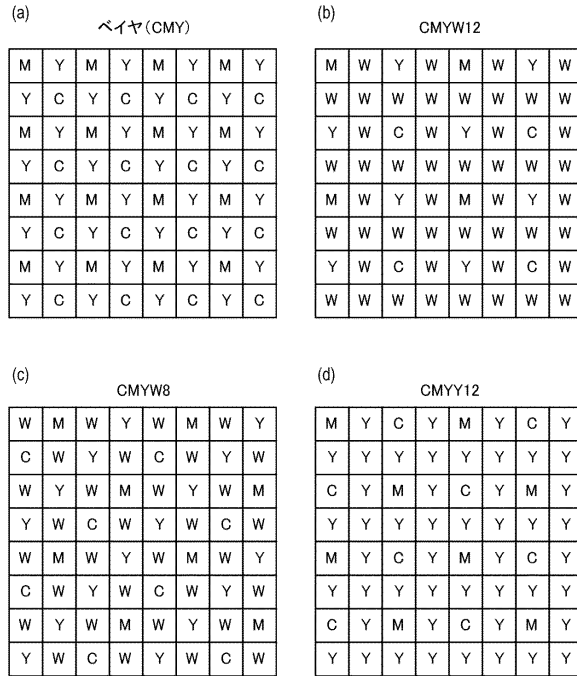 (a)
ベイヤ(CMY)
M Y M Y M Y M Y
Y C Y C Y C Y C
M Y M Y M Y M Y
Y C Y C Y C Y C
M Y M Y M Y M Y
Y C Y C Y C Y C
M Y M Y M Y M Y
Y C Y C Y C Y C
(b)
CMYW12
M W Y W M W Y W
W W W W W W W W
Y W C W Y W C W
W W W W W W W W
M W Y W M W Y W
W W W W W W W W
Y W C W Y W C W
W W W W W W W W
(c)
CMYW8
W M W Y W M W Y
C W Y W C W Y W
W Y W M W Y W M
Y W C W Y W C W
W M W Y W M W Y
C W Y W C W Y W
W Y W M W Y W M
Y W C W Y W C W
(d)
CMYY12
M Y C Y M Y C Y
Y Y Y Y Y Y Y Y
C Y M Y C Y M Y
Y Y Y Y Y Y Y Y
M Y C Y M Y C Y
Y Y Y Y Y Y Y Y
C Y M Y C Y M Y
Y Y Y Y Y Y Y Y